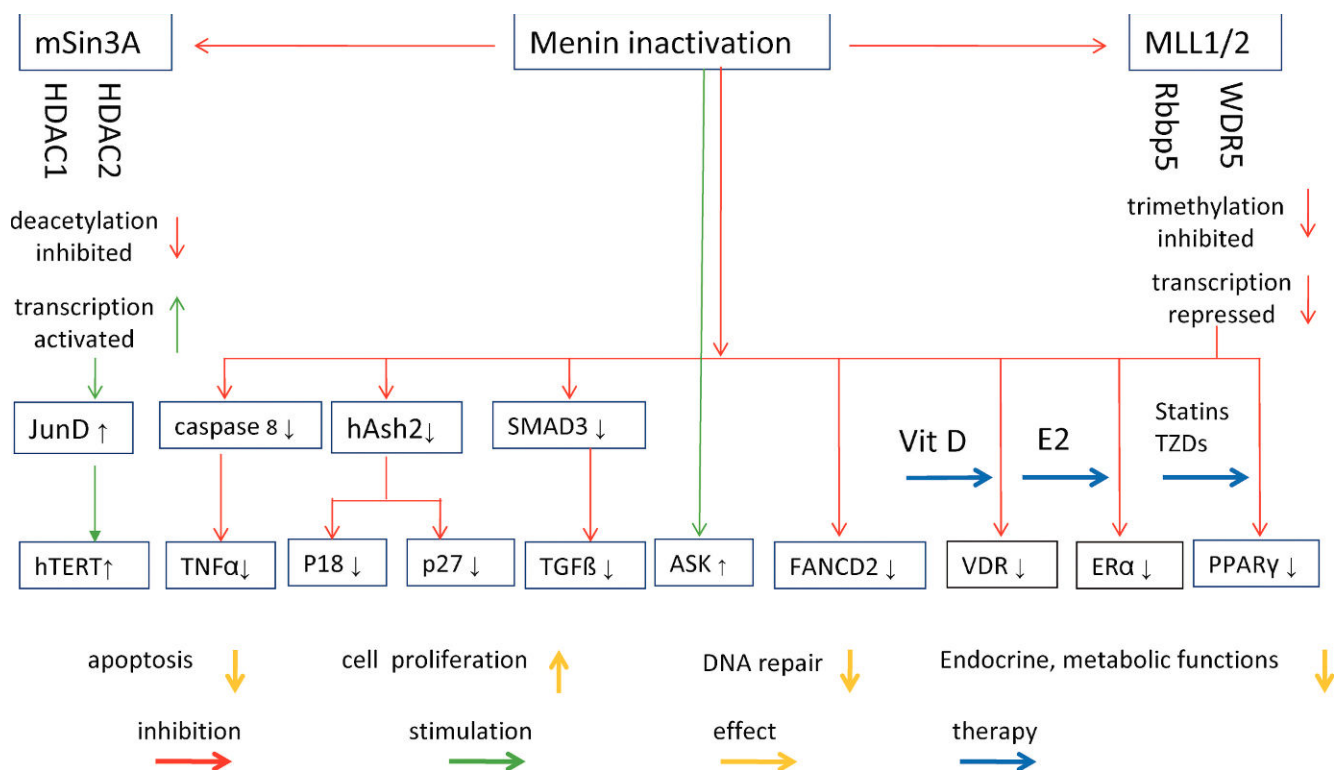 mSin3A
Menin inactivation
MLL1/2
HDAC1
HDAC2
Rbbp5
WDR5
deacetylation
inhibited
trimethylation
inhibited
transcription
activated
transcription
repressed
JunD ↑
caspase 8 ↓
hAsh2↓
SMAD3 ↓
Vit D
E2
Statins
TZDs
hTERT↑
TNFα↓
P18 ↓
p27 ↓
TGFß ↓
ASK ↑
FANCD2 ↓
VDR ↓
ERα ↓
PPARγ ↓
apoptosis
cell proliferation
DNA repair
Endocrine, metabolic functions
inhibition
stimulation
effect
therapy